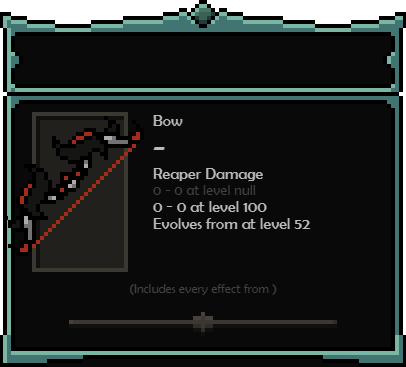 Bow
-
Reaper Damage
0 - 0 at level null
0 - 0 at level 100
Evolves from at level 52
(Includes every effect from )